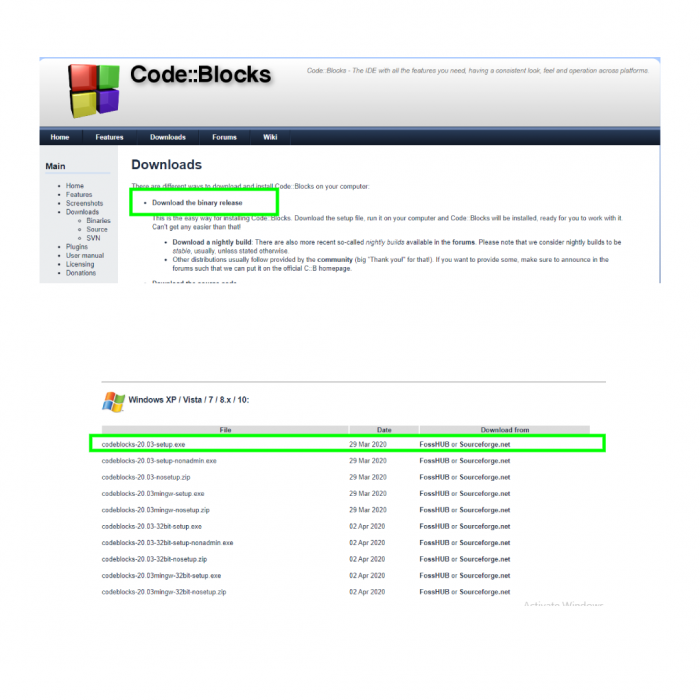 Code::Blocks
Code::Blocks - The IDE with all the features you need, having a consistent look, feel and operation across platforms.
Home Features Downloads Forums Wiki
Main
Home
Features
Screenshots
Downloads
Binaries
Source
SVN
Plugins
User manual
Licensing
Donations
Downloads
There are different ways to download and install Code::Blocks on your computer:
Download the binary release
This is the easy way for installing Code::Blocks. Download the setup file, run it on your computer and Code::Blocks will be installed, ready for you to work with it.
Can't get any easier than that!
Download a nightly build: There are also more recent so-called nightly builds available in the forums. Please note that we consider nightly builds to be
stable, usually, unless stated otherwise.
Other distributions usually follow provided by the community (big "Thank you!" for that!). If you want to provide some, make sure to announce in the
forums such that we can put it on the official C::B homepage.
Download the source code
Windows XP / Vista / 7 / 8.x / 10:
File Date Download from
codeblocks-20.03-setup.exe 29 Mar 2020 FossHUB or Sourceforge.net
codeblocks-20.03-setup-nonadmin.exe 29 Mar 2020 FossHUB or Sourceforge.net
codeblocks-20.03-nosetup.zip 29 Mar 2020 FossHUB or Sourceforge.net
codeblocks-20.03mingw-setup.exe 29 Mar 2020 FossHUB or Sourceforge.net
codeblocks-20.03mingw-nosetup.zip 29 Mar 2020 FossHUB or Sourceforge.net
codeblocks-20.03-32bit-setup.exe 02 Apr 2020 FossHUB or Sourceforge.net
codeblocks-20.03-32bit-setup-nonadmin.exe 02 Apr 2020 FossHUB or Sourceforge.net
codeblocks-20.03-32bit-nosetup.zip 02 Apr 2020 FossHUB or Sourceforge.net
codeblocks-20.03mingw-32bit-setup.exe 02 Apr 2020 FossHUB or Sourceforge.net
codeblocks-20.03mingw-32bit-nosetup.zip 02 Apr 2020 FossHUB or Sourceforge.net
Activate Windows